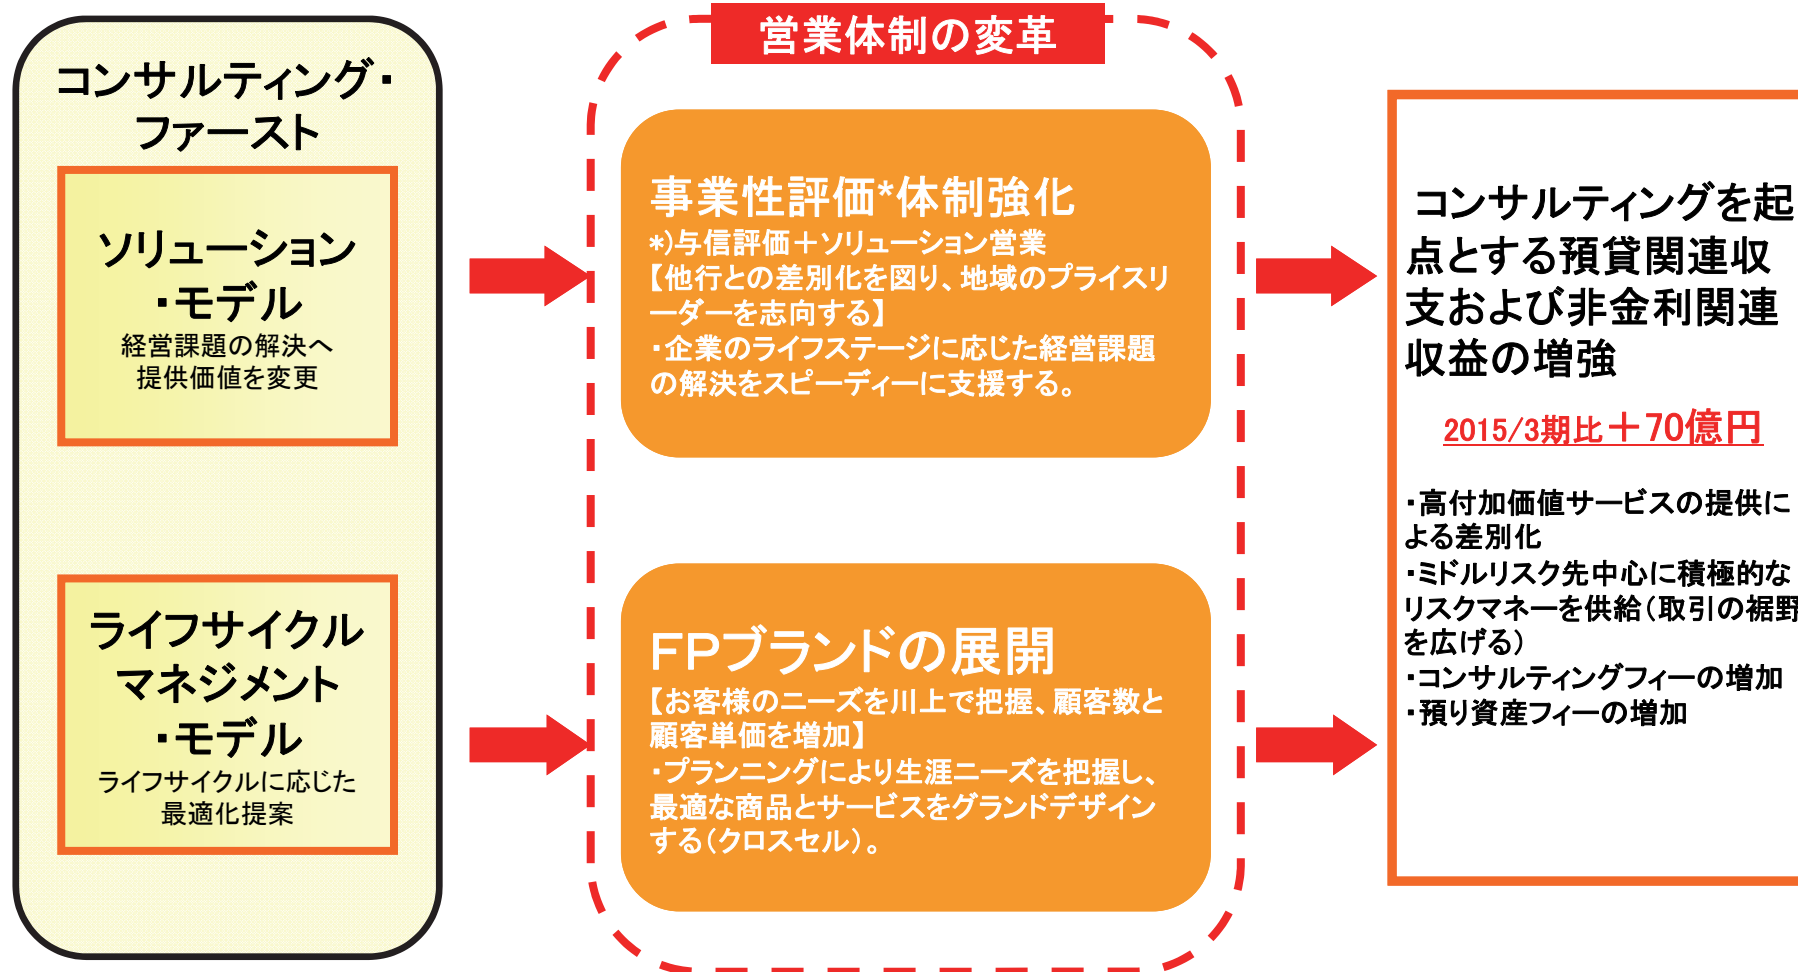 コンサルティング・
ファースト
ソリューション
・モデル
経営課題の解決へ
提供価値を変更
ライフサイクル
マネジメント
・モデル
ライフサイクルに応じた
最適化提案
営業体制の変革
事業性評価*体制強化
*)与信評価＋ソリューション営業
【他行との差別化を図り、地域のプライスリ
ーダーを志向する】
・企業のライフステージに応じた経営課題
の解決をスピーディーに支援する。
ＦＰブランドの展開
【お客様のニーズを川上で把握、顧客数と
顧客単価を増加】
・プランニングにより生涯ニーズを把握し、
最適な商品とサービスをグランドデザイン
する（クロスセル）。
コンサルティングを起
点とする預貸関連収
支および非金利関連
収益の増強
2015/3期比＋70億円
・高付加価値サービスの提供に
よる差別化
・ミドルリスク先中心に積極的な
リスクマネーを供給（取引の裾野
を広げる）
・コンサルティングフィーの増加
・預り資産フィーの増加